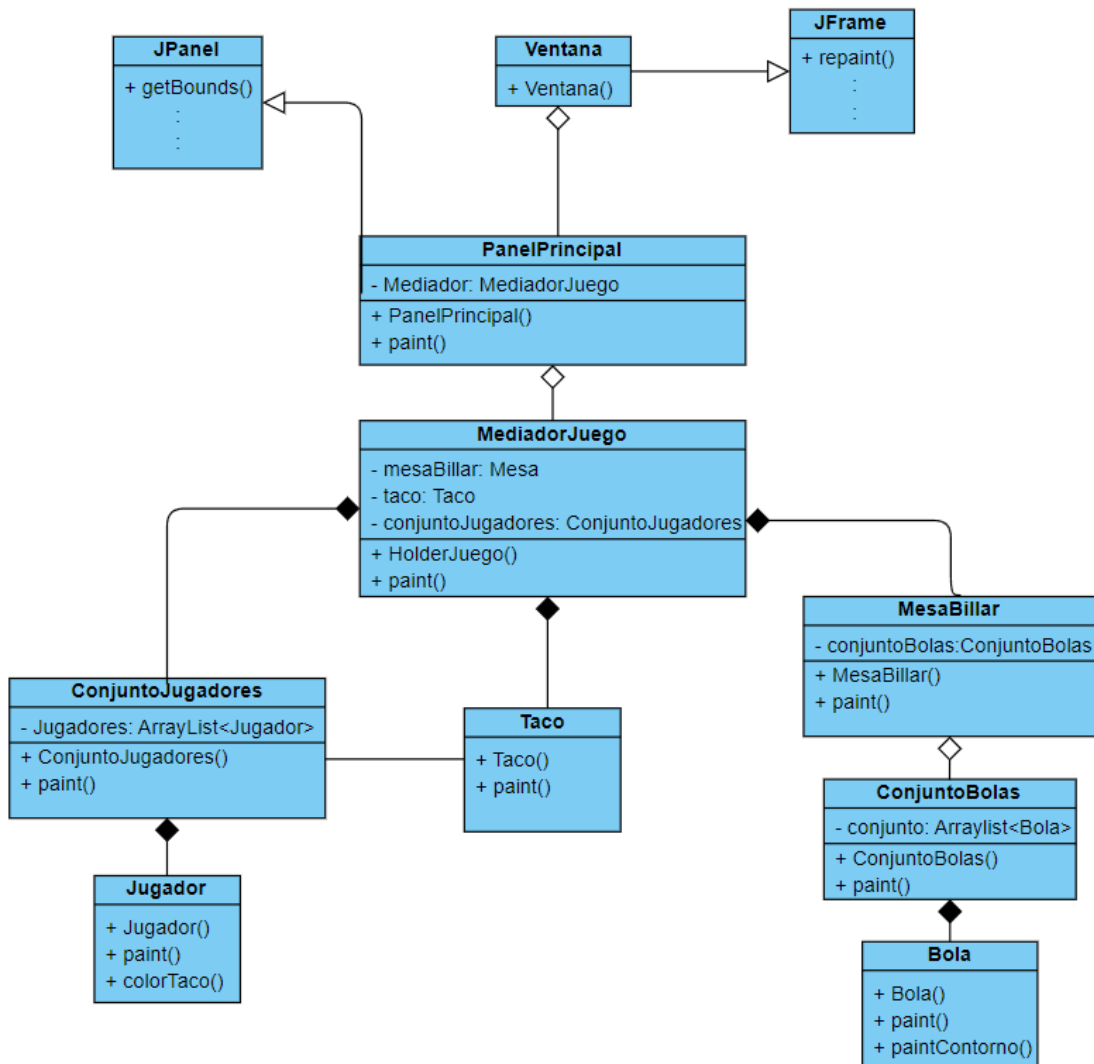 JPanel
+ getBounds()
:
:
Ventana
+ Ventana()
JFrame
+ repaint()
:
:
PanelPrincipal
- Mediador: MediadorJuego
+ PanelPrincipal()
+ paint()
MediadorJuego
- mesaBillar: Mesa
- taco: Taco
- conjuntoJugadores: ConjuntoJugadores
+ HolderJuego()
+ paint()
ConjuntoJugadores
- Jugadores: ArrayList<Jugador>
+ ConjuntoJugadores()
+ paint()
Taco
+ Taco()
+ paint()
MesaBillar
- conjuntoBolas:ConjuntoBolas
+ MesaBillar()
+ paint()
Jugador
+ Jugador()
+ paint()
+ colorTaco()
ConjuntoBolas
- conjunto: Arraylist<Bola>
+ ConjuntoBolas()
+ paint()
Bola
+ Bola()
+ paint()
+ paintContorno()